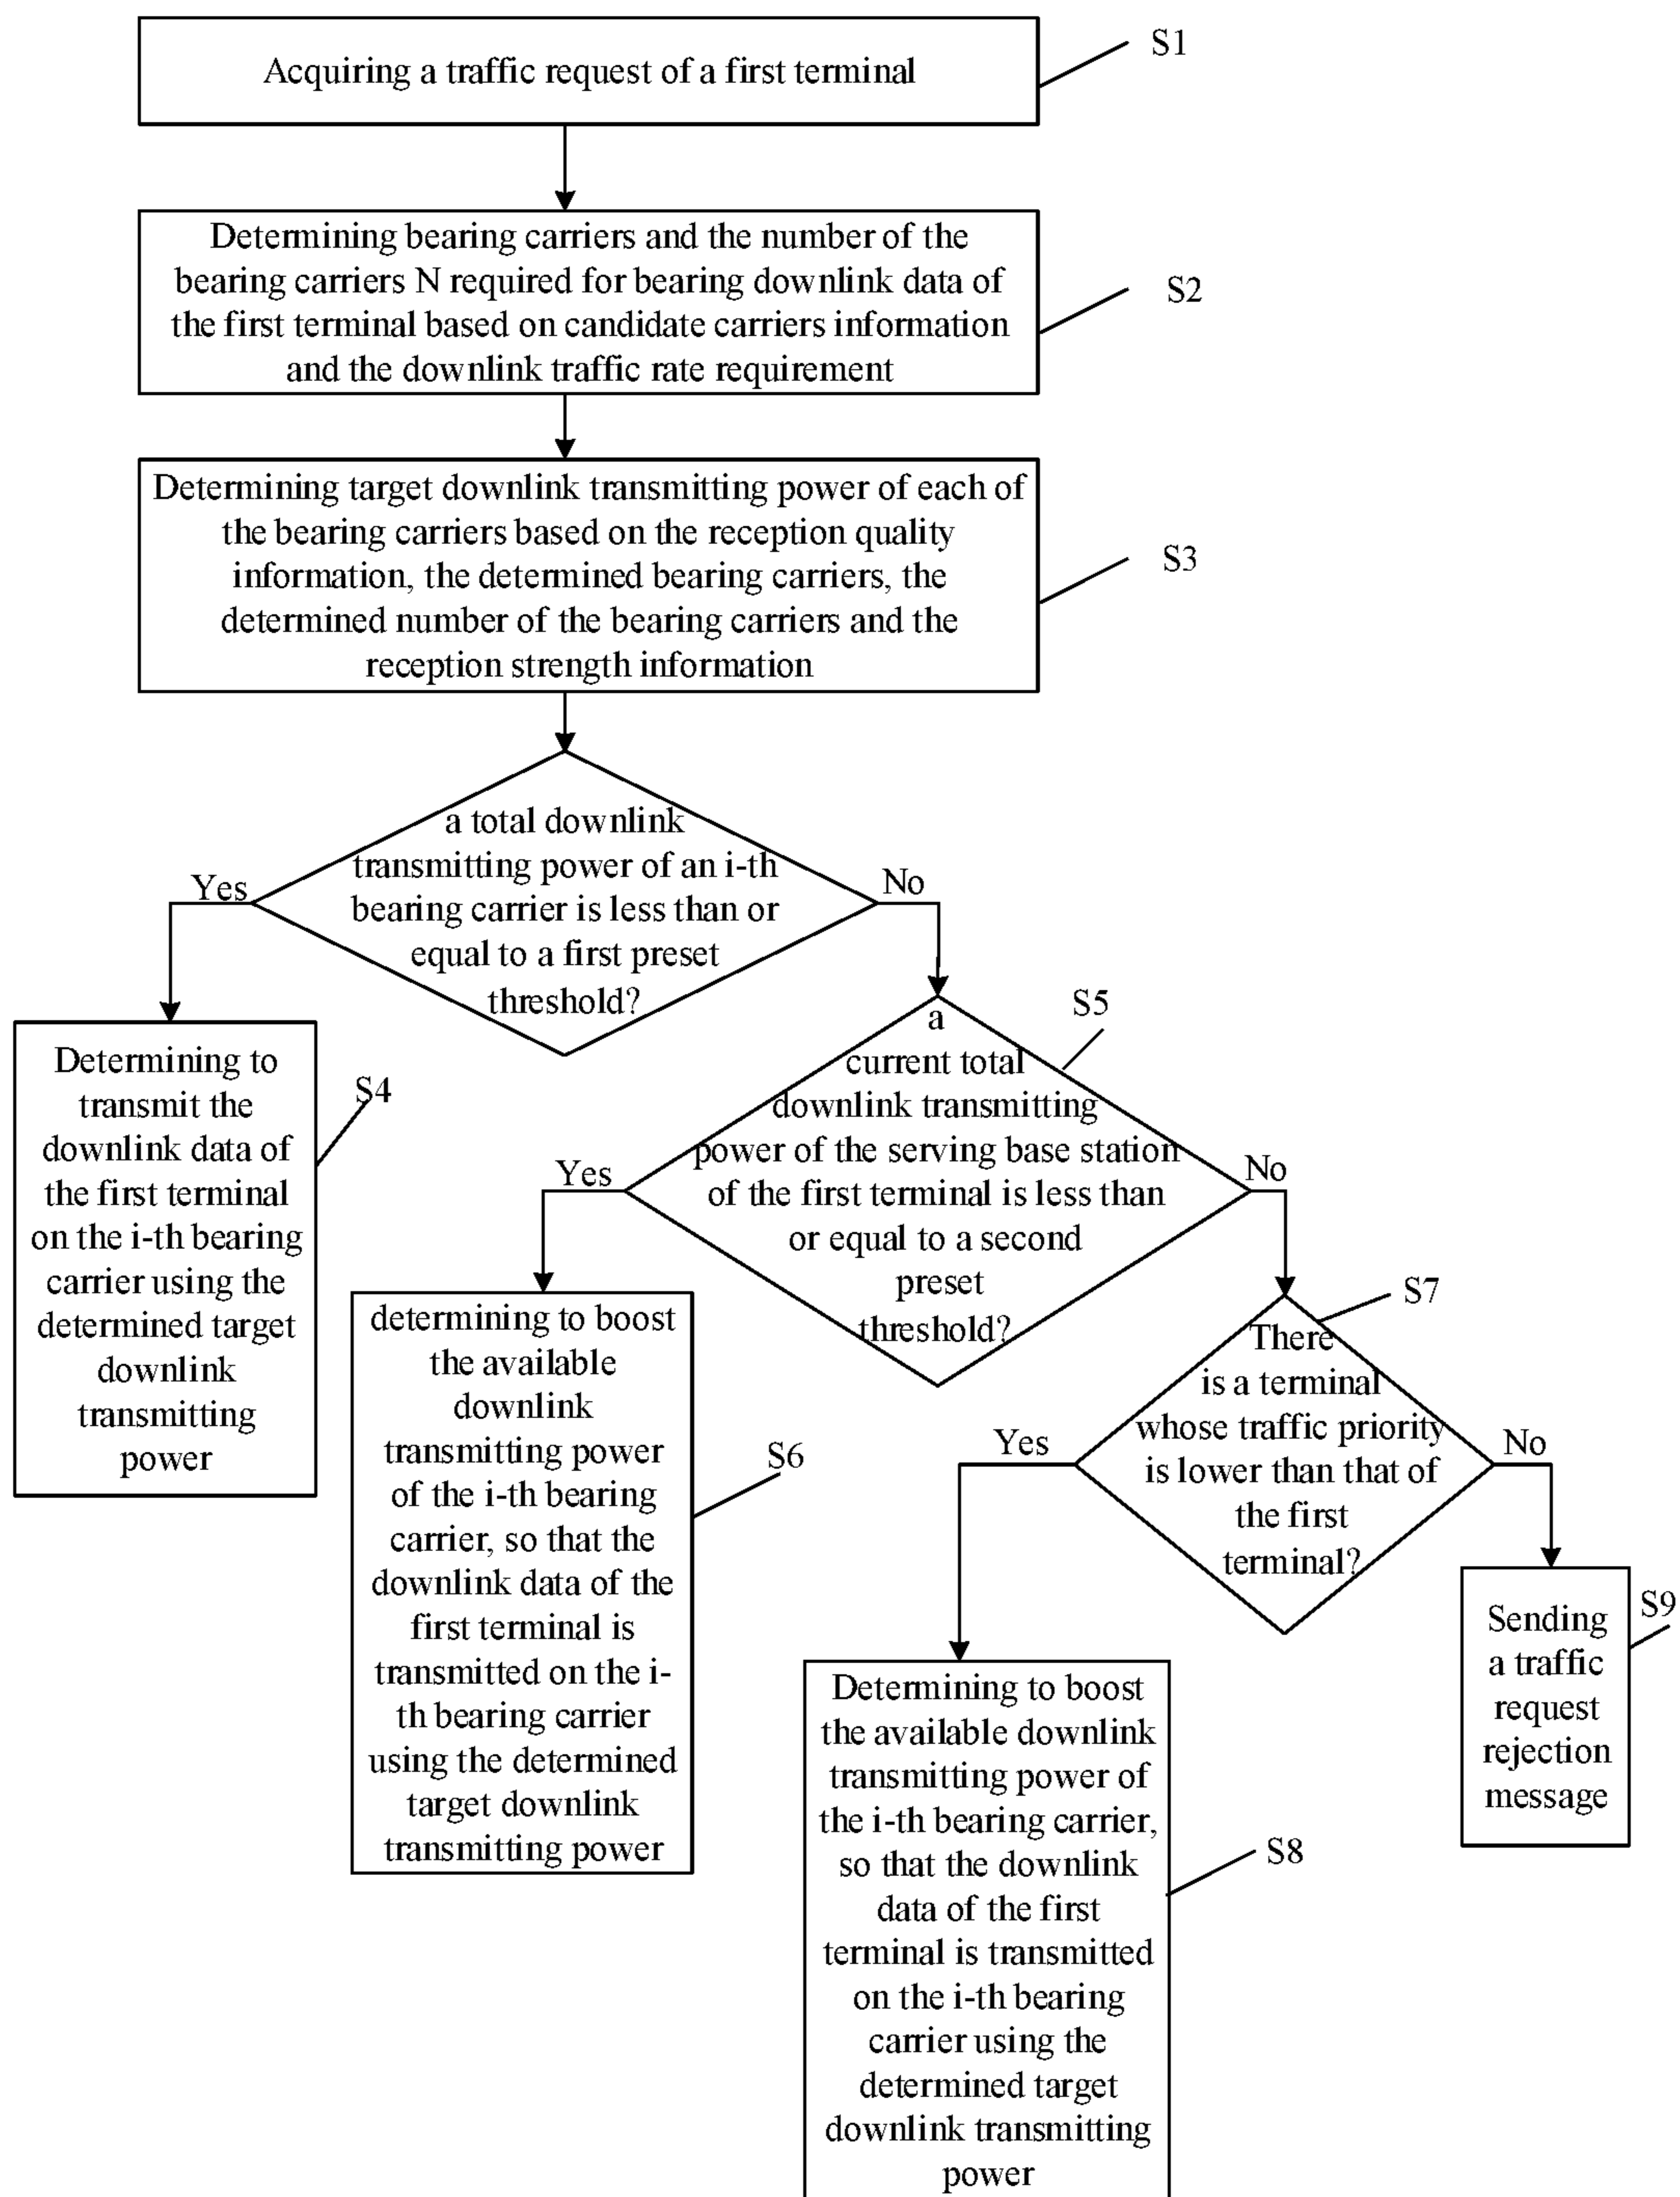 Acquiring a traffic request of a first terminal
S1
Determining bearing carriers and the number of the
bearing carriers N required for bearing downlink data of
the first terminal based on candidate carriers information
and the downlink traffic rate requirement
S2
Determining target downlink transmitting power of each of
the bearing carriers based on the reception quality
information, the determined bearing carriers, the
determined number of the bearing carriers and the
reception strength information
S3
a total downlink
transmitting power of an i-th
bearing carrier is less than or
equal to a first preset
threshold?
Yes
No
Determining to
transmit the
downlink data of
the first terminal
on the i-th bearing
carrier using the
determined target
downlink
transmitting
power
S4
a
current total
downlink transmitting
power of the serving base station
of the first terminal is less than
or equal to a second
preset
threshold?
S5
Yes
No
determining to boost
the available
downlink
transmitting power
of the i-th bearing
carrier, so that the
downlink data of the
first terminal is
transmitted on the i-
th bearing carrier
using the determined
target downlink
transmitting power
S6
There
is a terminal
whose traffic priority
is lower than that of
the first
terminal?
S7
Yes
No
Determining to boost
the available downlink
transmitting power of
the i-th bearing carrier,
so that the downlink
data of the first
terminal is transmitted
on the i-th bearing
carrier using the
determined target
downlink transmitting
power
S8
Sending
a traffic
request
rejection
message
S9